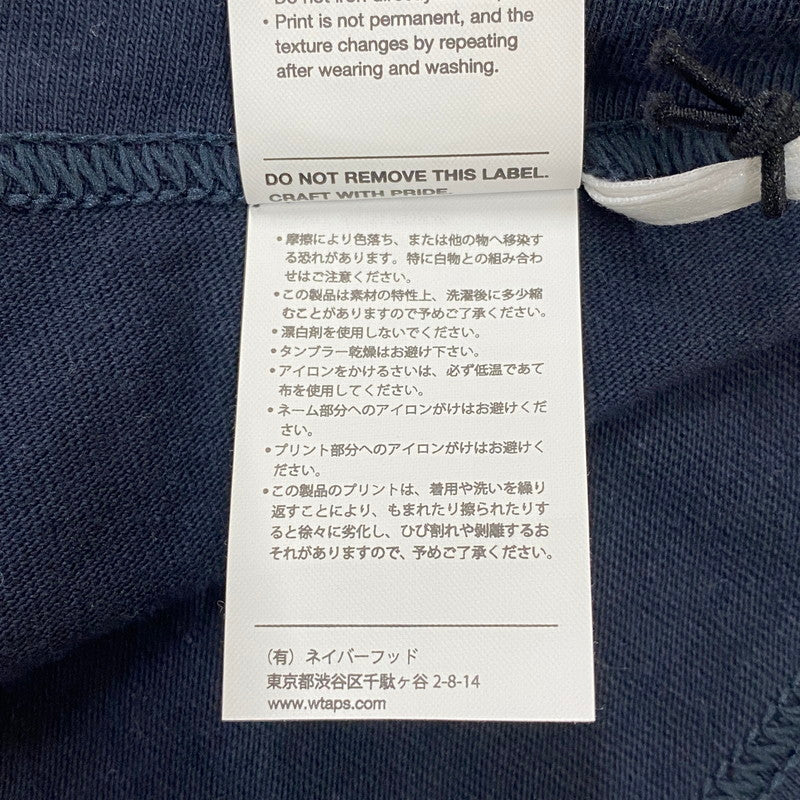 • Print is not permanent, and the
texture changes by repeating
after wearing and washing.
DO NOT REMOVE THIS LABEL.
CRAFT WITH PRIDE.
• 摩擦により色落ち、または他の物へ移染す
る恐れがあります。特に白物との組み合わ
せはご注意ください。
• この製品は素材の特性上、洗濯後に多少縮
むことがありますので予めご了承ください。
• 漂白剤を使用しないでください。
• タンブラー乾燥はお避け下さい。
• アイロンをかけるさいは、必ず低温であて
布を使用してください。
• ネーム部分へのアイロンがけはお避けくだ
さい。
• プリント部分へのアイロンがけはお避けく
ださい。
• この製品のプリントは、着用や洗いを繰り
返すことにより、もまれたり擦られたりす
ると徐々に劣化し、ひび割れや剝離するお
それがありますので、予めご了承ください。
(有) ネイバーフッド
東京都渋谷区千駄ヶ谷 2-8-14
www.wtaps.com